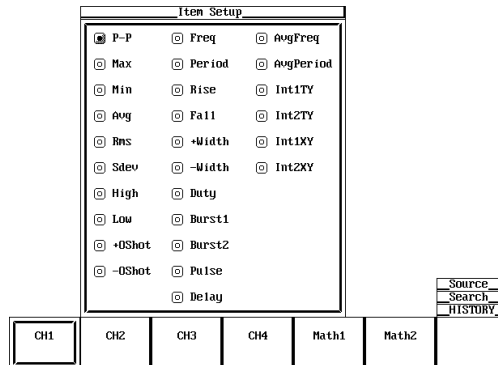 Item Setup
P-P Freq AvgFreq
Max Period AvgPeriod
Min Rise Int1TY
Avg Fall Int2TY
Rms +Width Int1XY
Sdev -Width Int2XY
High Duty
Low Burst1
+OShot Burst2
-OShot Pulse
Delay
Source
Search
HISTORY
CH1 CH2 CH3 CH4 Math1 Math2